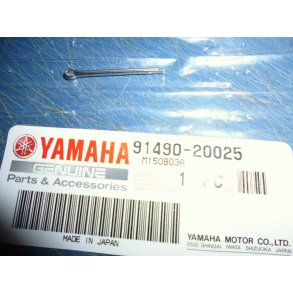 YAMAHA 91490-20025
M150803A
GENUINE
Parts & Accessories
1 PC
MADE IN JAPAN
YAMAHA MOTOR CO.,LTD.
2500 SHINGAI IWATA SHIZUOKA JAPAN